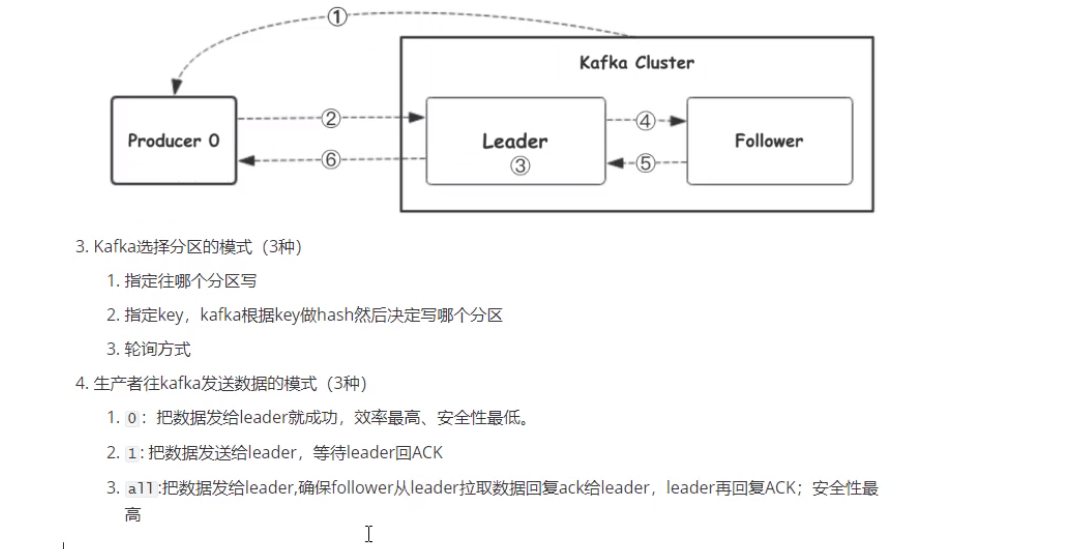 ①
Kafka Cluster
Producer 0
②
⑥
Leader
③
④
⑤
Follower
3. Kafka选择分区的模式（3种）
1. 指定往哪个分区写
2. 指定key，kafka根据key做hash然后决定写哪个分区
3. 轮询方式
4. 生产者往kafka发送数据的模式（3种）
1. 0：把数据发给leader就成功，效率最高、安全性最低。
2. 1:把数据发送给leader，等待leader回ACK
3. all:把数据发给leader,确保follower从leader拉取数据回复ack给leader，leader再回复ACK；安全性最
高